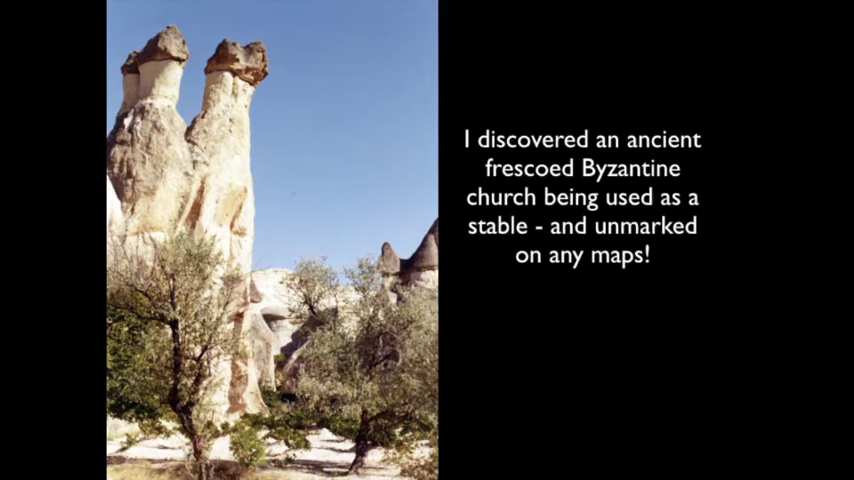 I discovered an ancient
frescoed Byzantine
church being used as a
stable - and unmarked
on any maps!